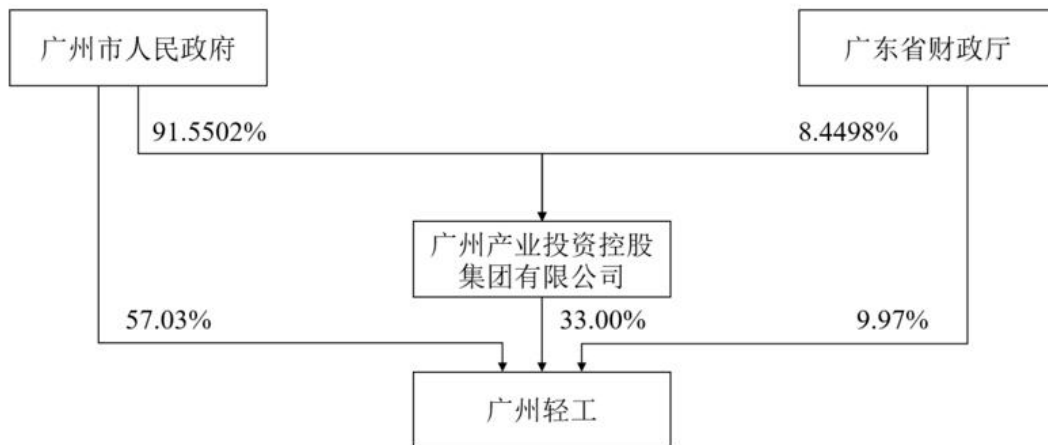 广州市人民政府
广东省财政厅
91.5502%
8.4498%
广州产业投资控股
集团有限公司
57.03%
33.00%
9.97%
广州轻工